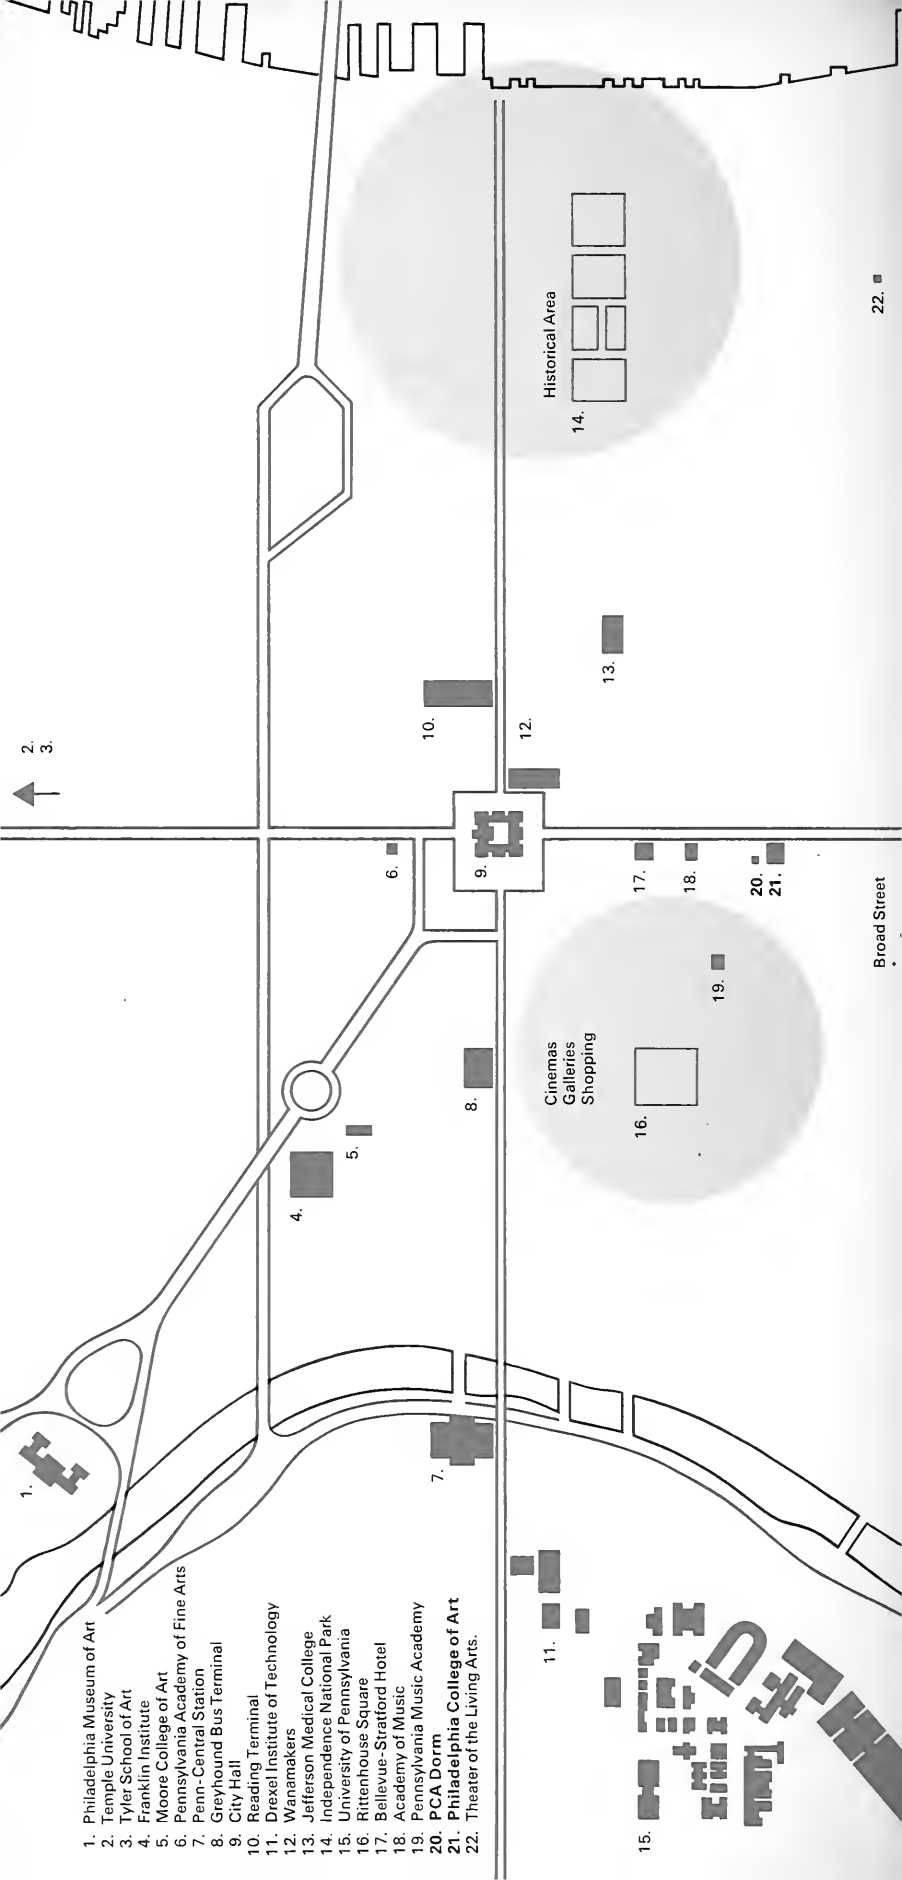 1. Philadelphia Museum of Art
2. Temple University
3. Tyler School of Art
4. Franklin Institute
5. Moore College of Art
6. Pennsylvania Academy of Fine Arts
7. Penn-Central Station
8. Greyhound Bus Terminal
9. City Hall
10. Reading Terminal
11. Drexel Institute of Technology
12. Wanamakers
13. Jefferson Medical College
14. Independence National Park
15. University of Pennsylvania
16. Rittenhouse Square
17. Bellevue-Stratford Hotel
18. Academy of Music
19. Pennsylvania Music Academy
20. PCA Dorm
21. Philadelphia College of Art
22. Theater of the Living Arts.
1.
2.
3.
4.
5.
6.
7.
8.
9.
10.
11.
12.
13.
Historical Area
14.
15.
Cinemas
Galleries
Shopping
16.
17.
18.
19.
20.
21.
22.
Broad Street